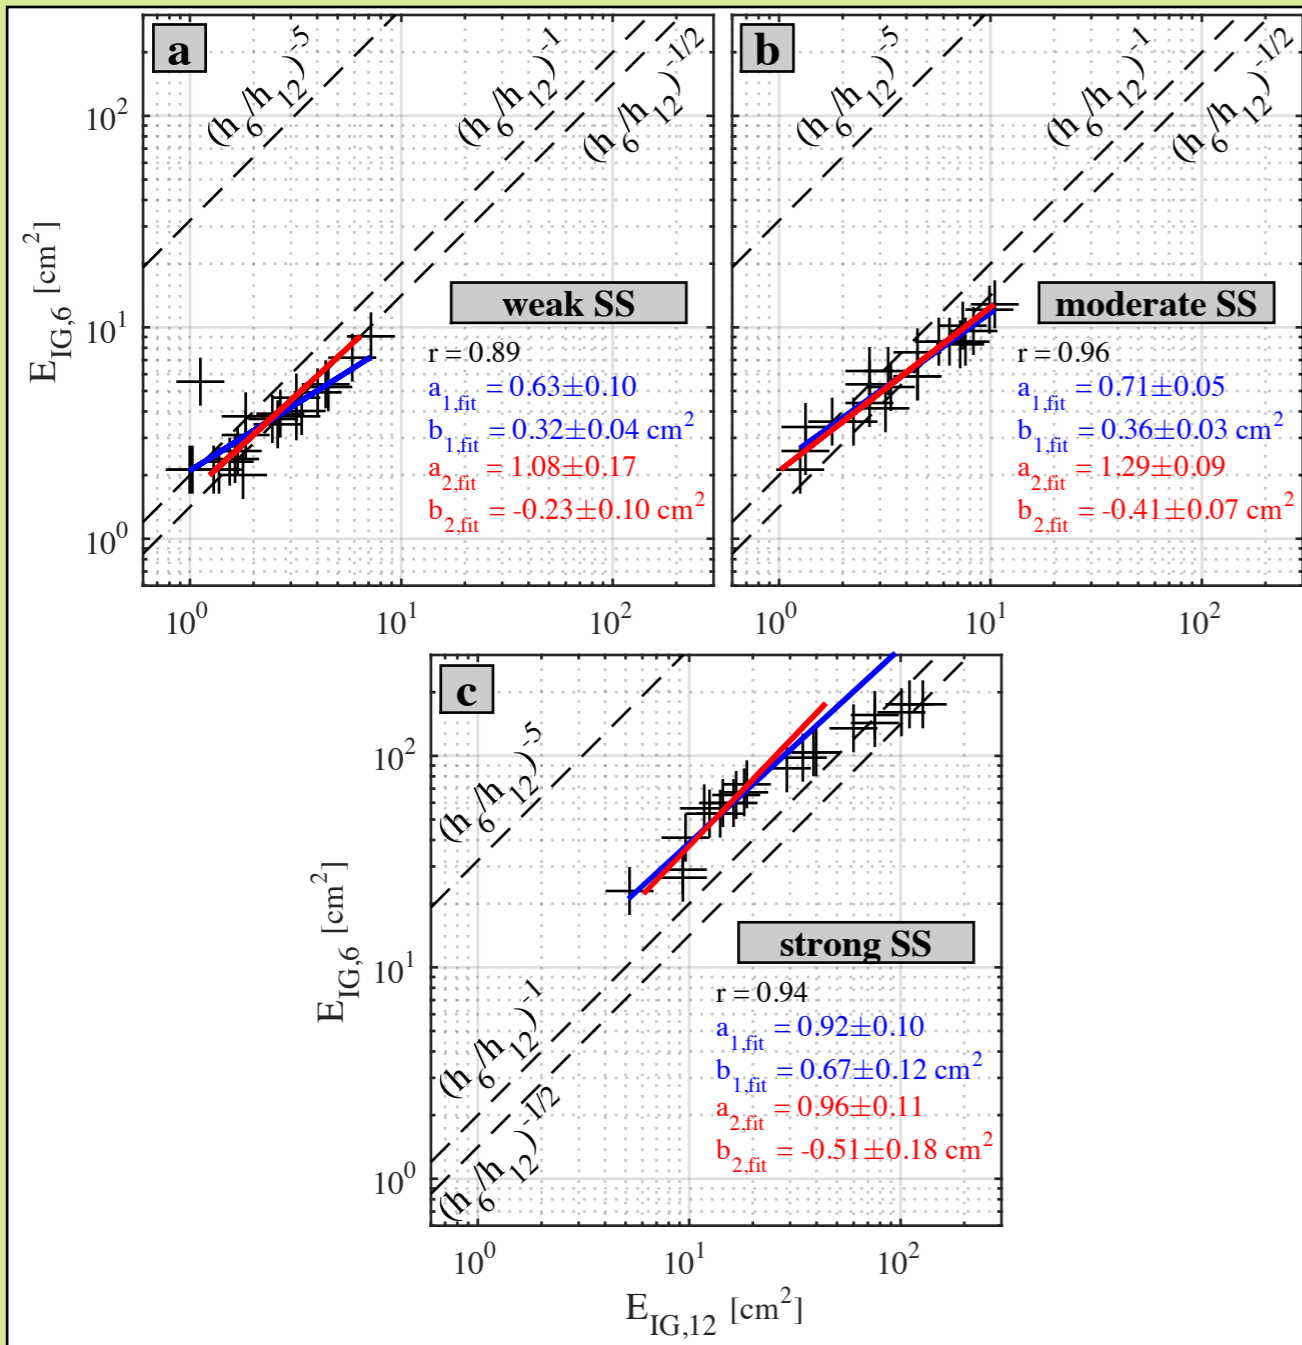 a
(h₆/h₁₂)⁻⁵
(h₆/h₁₂)⁻¹
(h₆/h₁₂)⁻¹/²
10²
10¹
10⁰
E_IG,6 [cm²]
weak SS
r = 0.89
a₁,fit = 0.63±0.10
b₁,fit = 0.32±0.04 cm²
a₂,fit = 1.08±0.17
b₂,fit = -0.23±0.10 cm²
10⁰ 10¹ 10²
b
(h₆/h₁₂)⁻⁵
(h₆/h₁₂)⁻¹
(h₆/h₁₂)⁻¹/²
moderate SS
r = 0.96
a₁,fit = 0.71±0.05
b₁,fit = 0.36±0.03 cm²
a₂,fit = 1.29±0.09
b₂,fit = -0.41±0.07 cm²
10⁰ 10¹ 10²
c
(h₆/h₁₂)⁻⁵
(h₆/h₁₂)⁻¹
(h₆/h₁₂)⁻¹/²
10²
10¹
10⁰
E_IG,6 [cm²]
strong SS
r = 0.94
a₁,fit = 0.92±0.10
b₁,fit = 0.67±0.12 cm²
a₂,fit = 0.96±0.11
b₂,fit = -0.51±0.18 cm²
10⁰ 10¹ 10²
E_IG,12 [cm²]